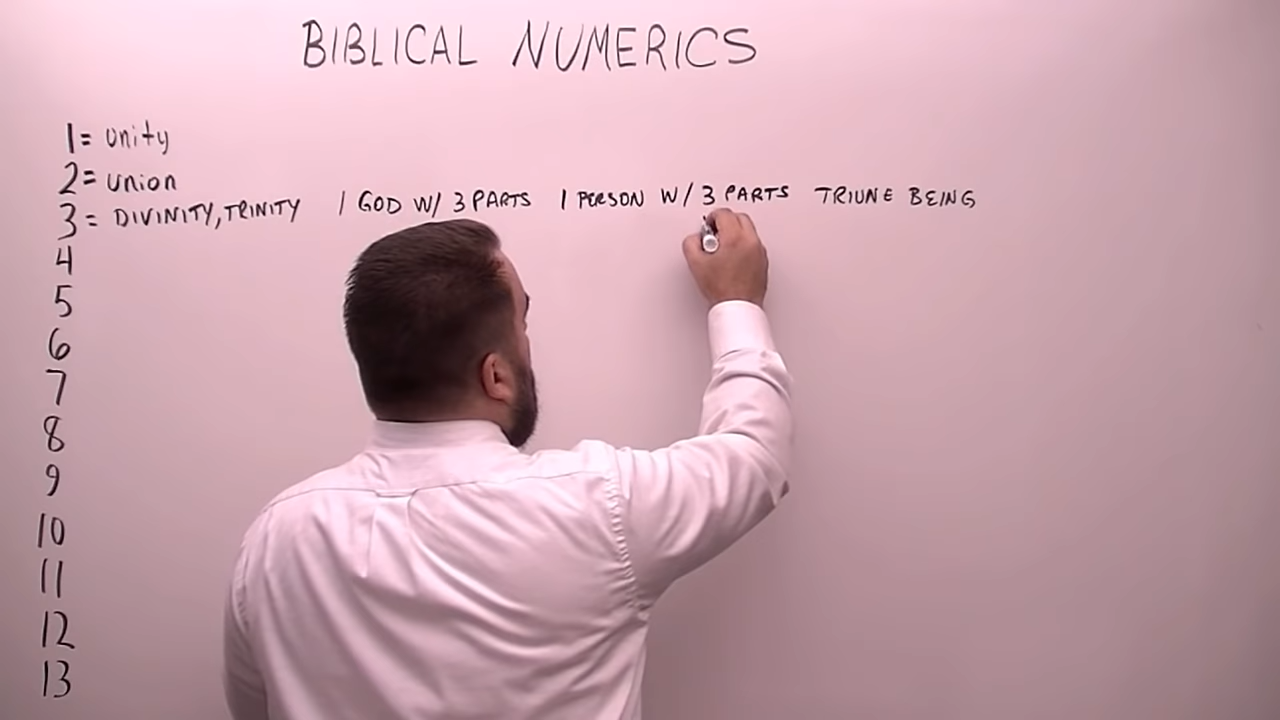 BIBLICAL NUMERICS
1= unity
2= union
3= DIVINITY, TRINITY 1 GOD W/ 3 PARTS 1 PERSON W/ 3 PARTS TRIUNE BEING
4
5
6
7
8
9
10
11
12
13